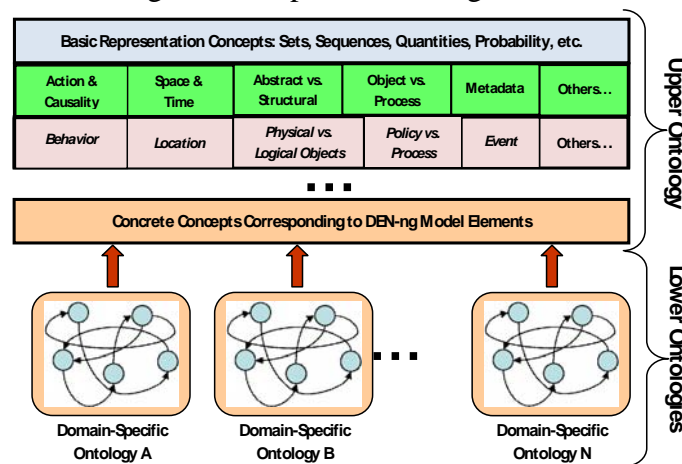 Basic Representation Concepts: Sets, Sequences, Quantities, Probability, etc.
Action & Causality
Space & Time
Abstract vs. Structural
Object vs. Process
Metadata
Others…
Behavior
Location
Physical vs. Logical Objects
Policy vs. Process
Event
Others…
...
Concrete Concepts Corresponding to DEN-ng Model Elements
...
Domain-Specific Ontology A
Domain-Specific Ontology B
Domain-Specific Ontology N
Upper Ontology
Lower Ontologies